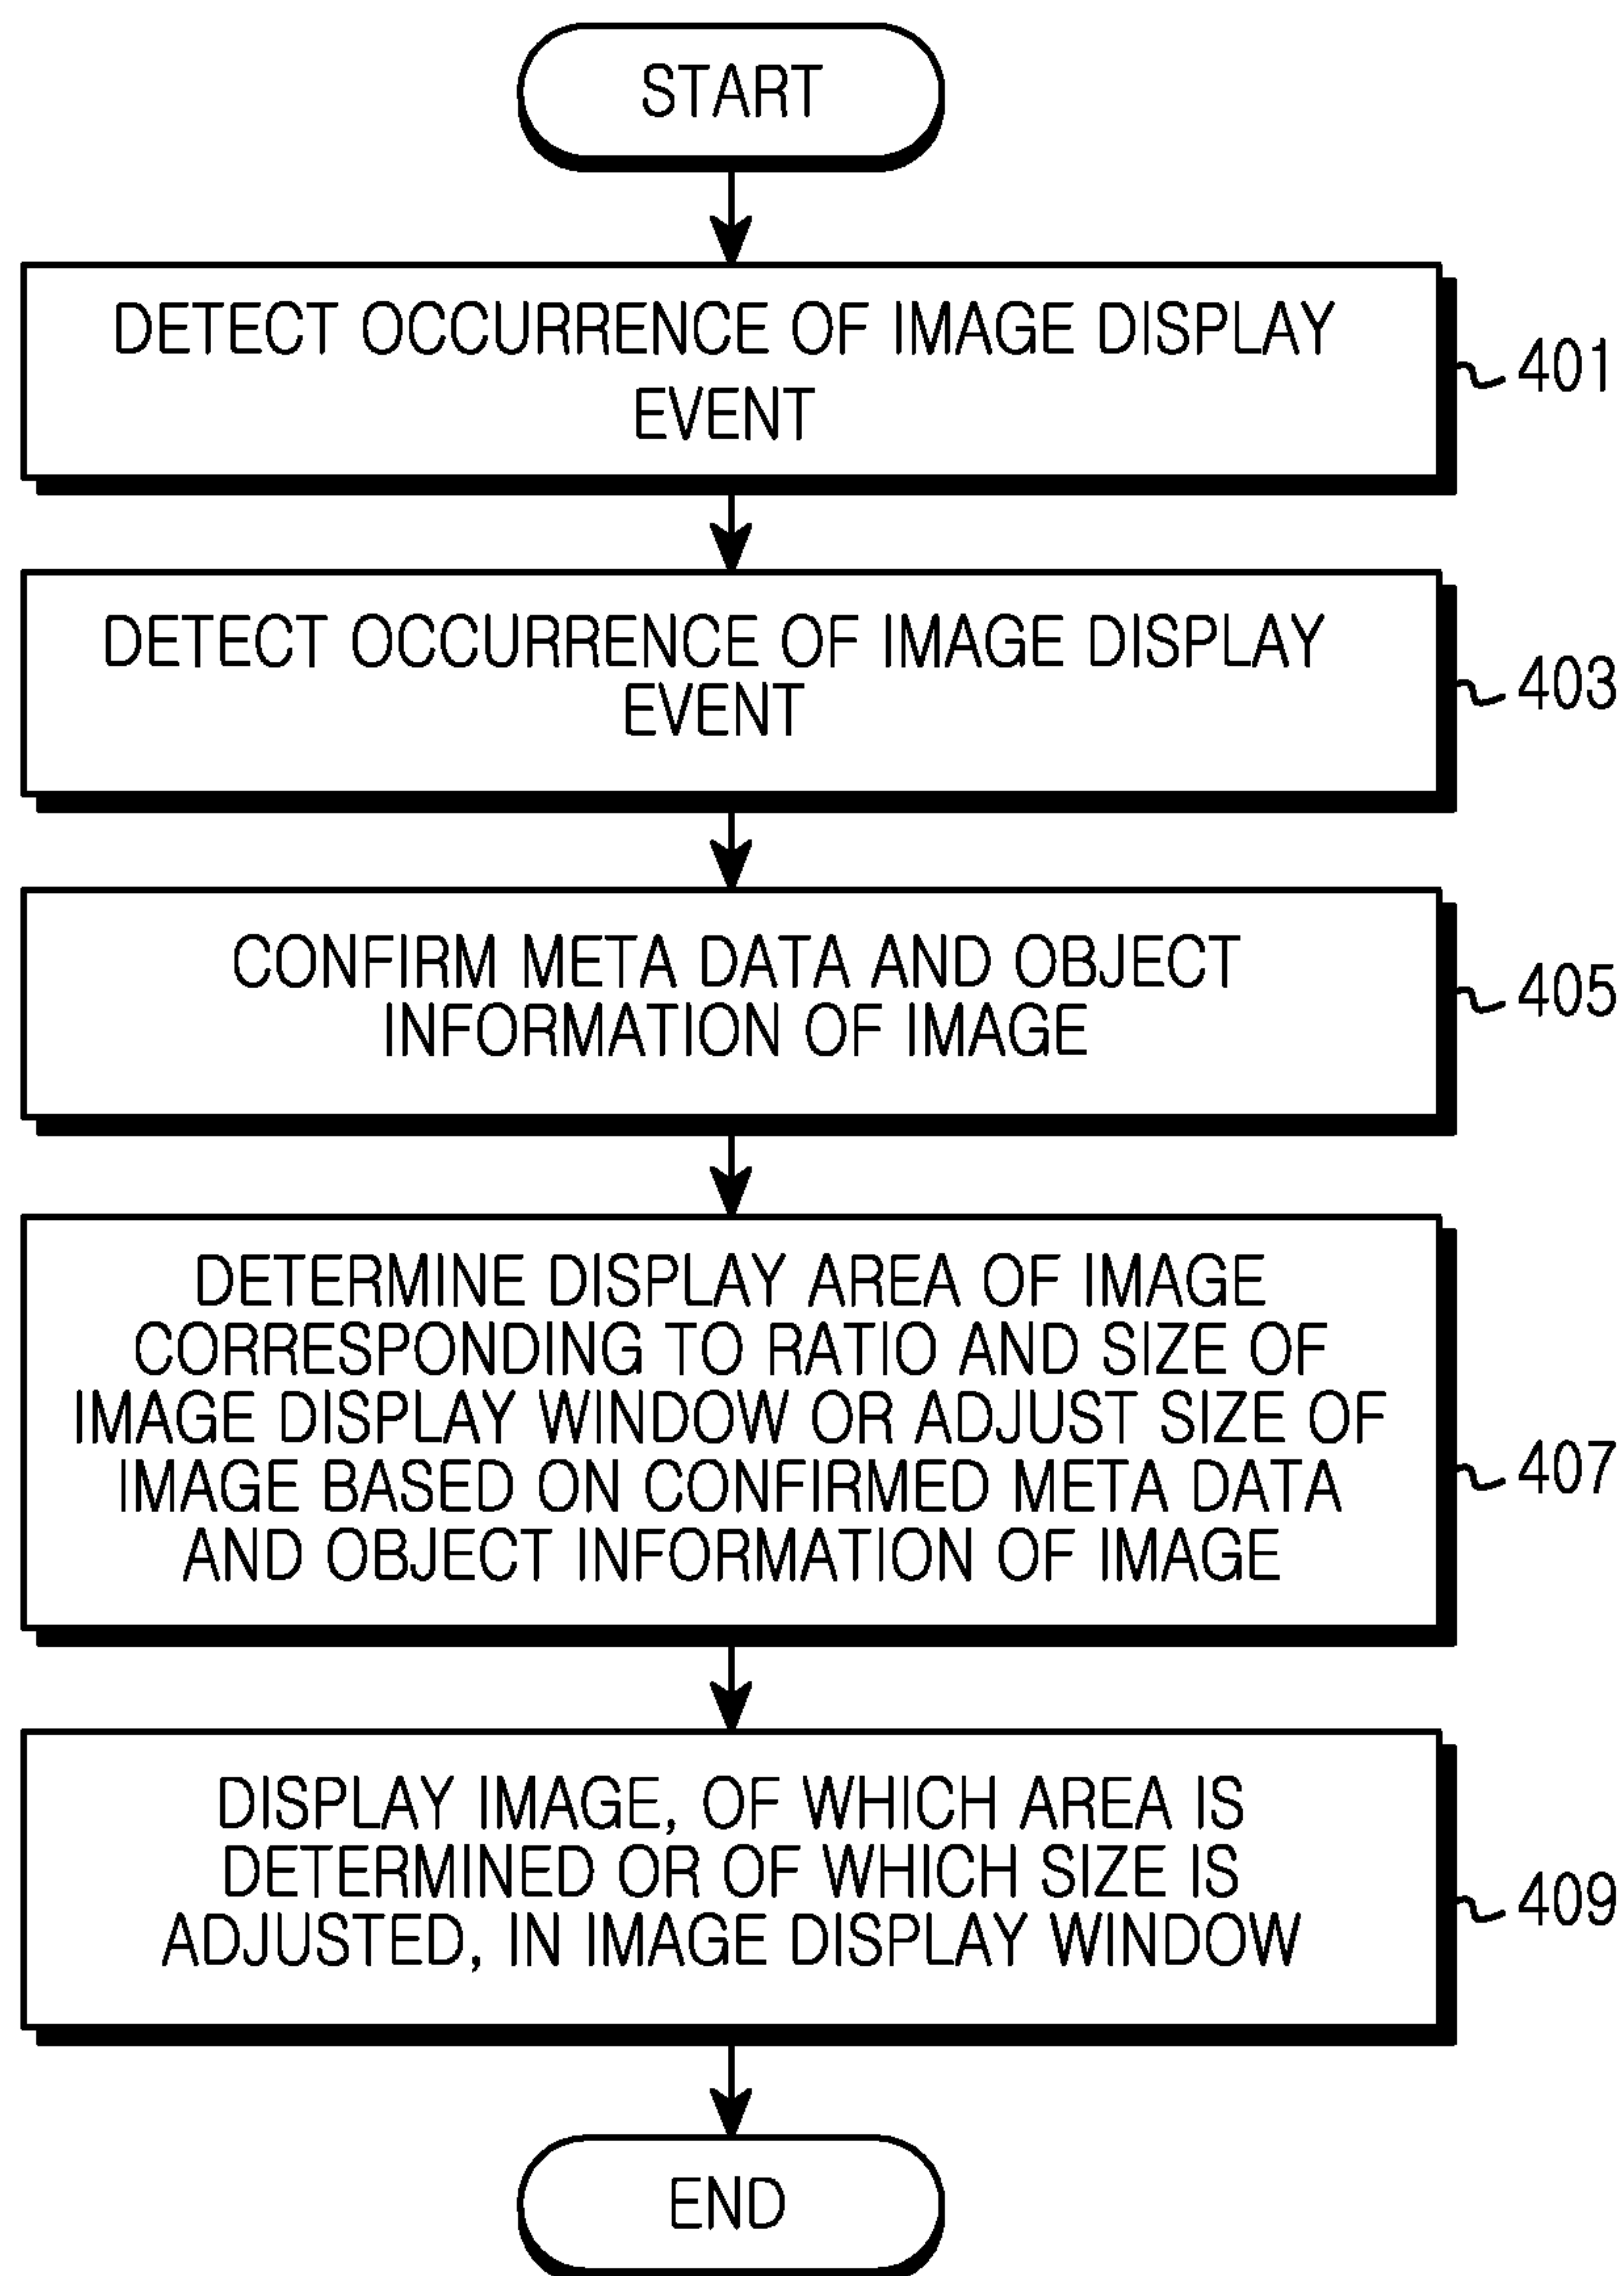 START
DETECT OCCURRENCE OF IMAGE DISPLAY
EVENT
401
DETECT OCCURRENCE OF IMAGE DISPLAY
EVENT
403
CONFIRM META DATA AND OBJECT
INFORMATION OF IMAGE
405
DETERMINE DISPLAY AREA OF IMAGE
CORRESPONDING TO RATIO AND SIZE OF
IMAGE DISPLAY WINDOW OR ADJUST SIZE OF
IMAGE BASED ON CONFIRMED META DATA
AND OBJECT INFORMATION OF IMAGE
407
DISPLAY IMAGE, OF WHICH AREA IS
DETERMINED OR OF WHICH SIZE IS
ADJUSTED, IN IMAGE DISPLAY WINDOW
409
END